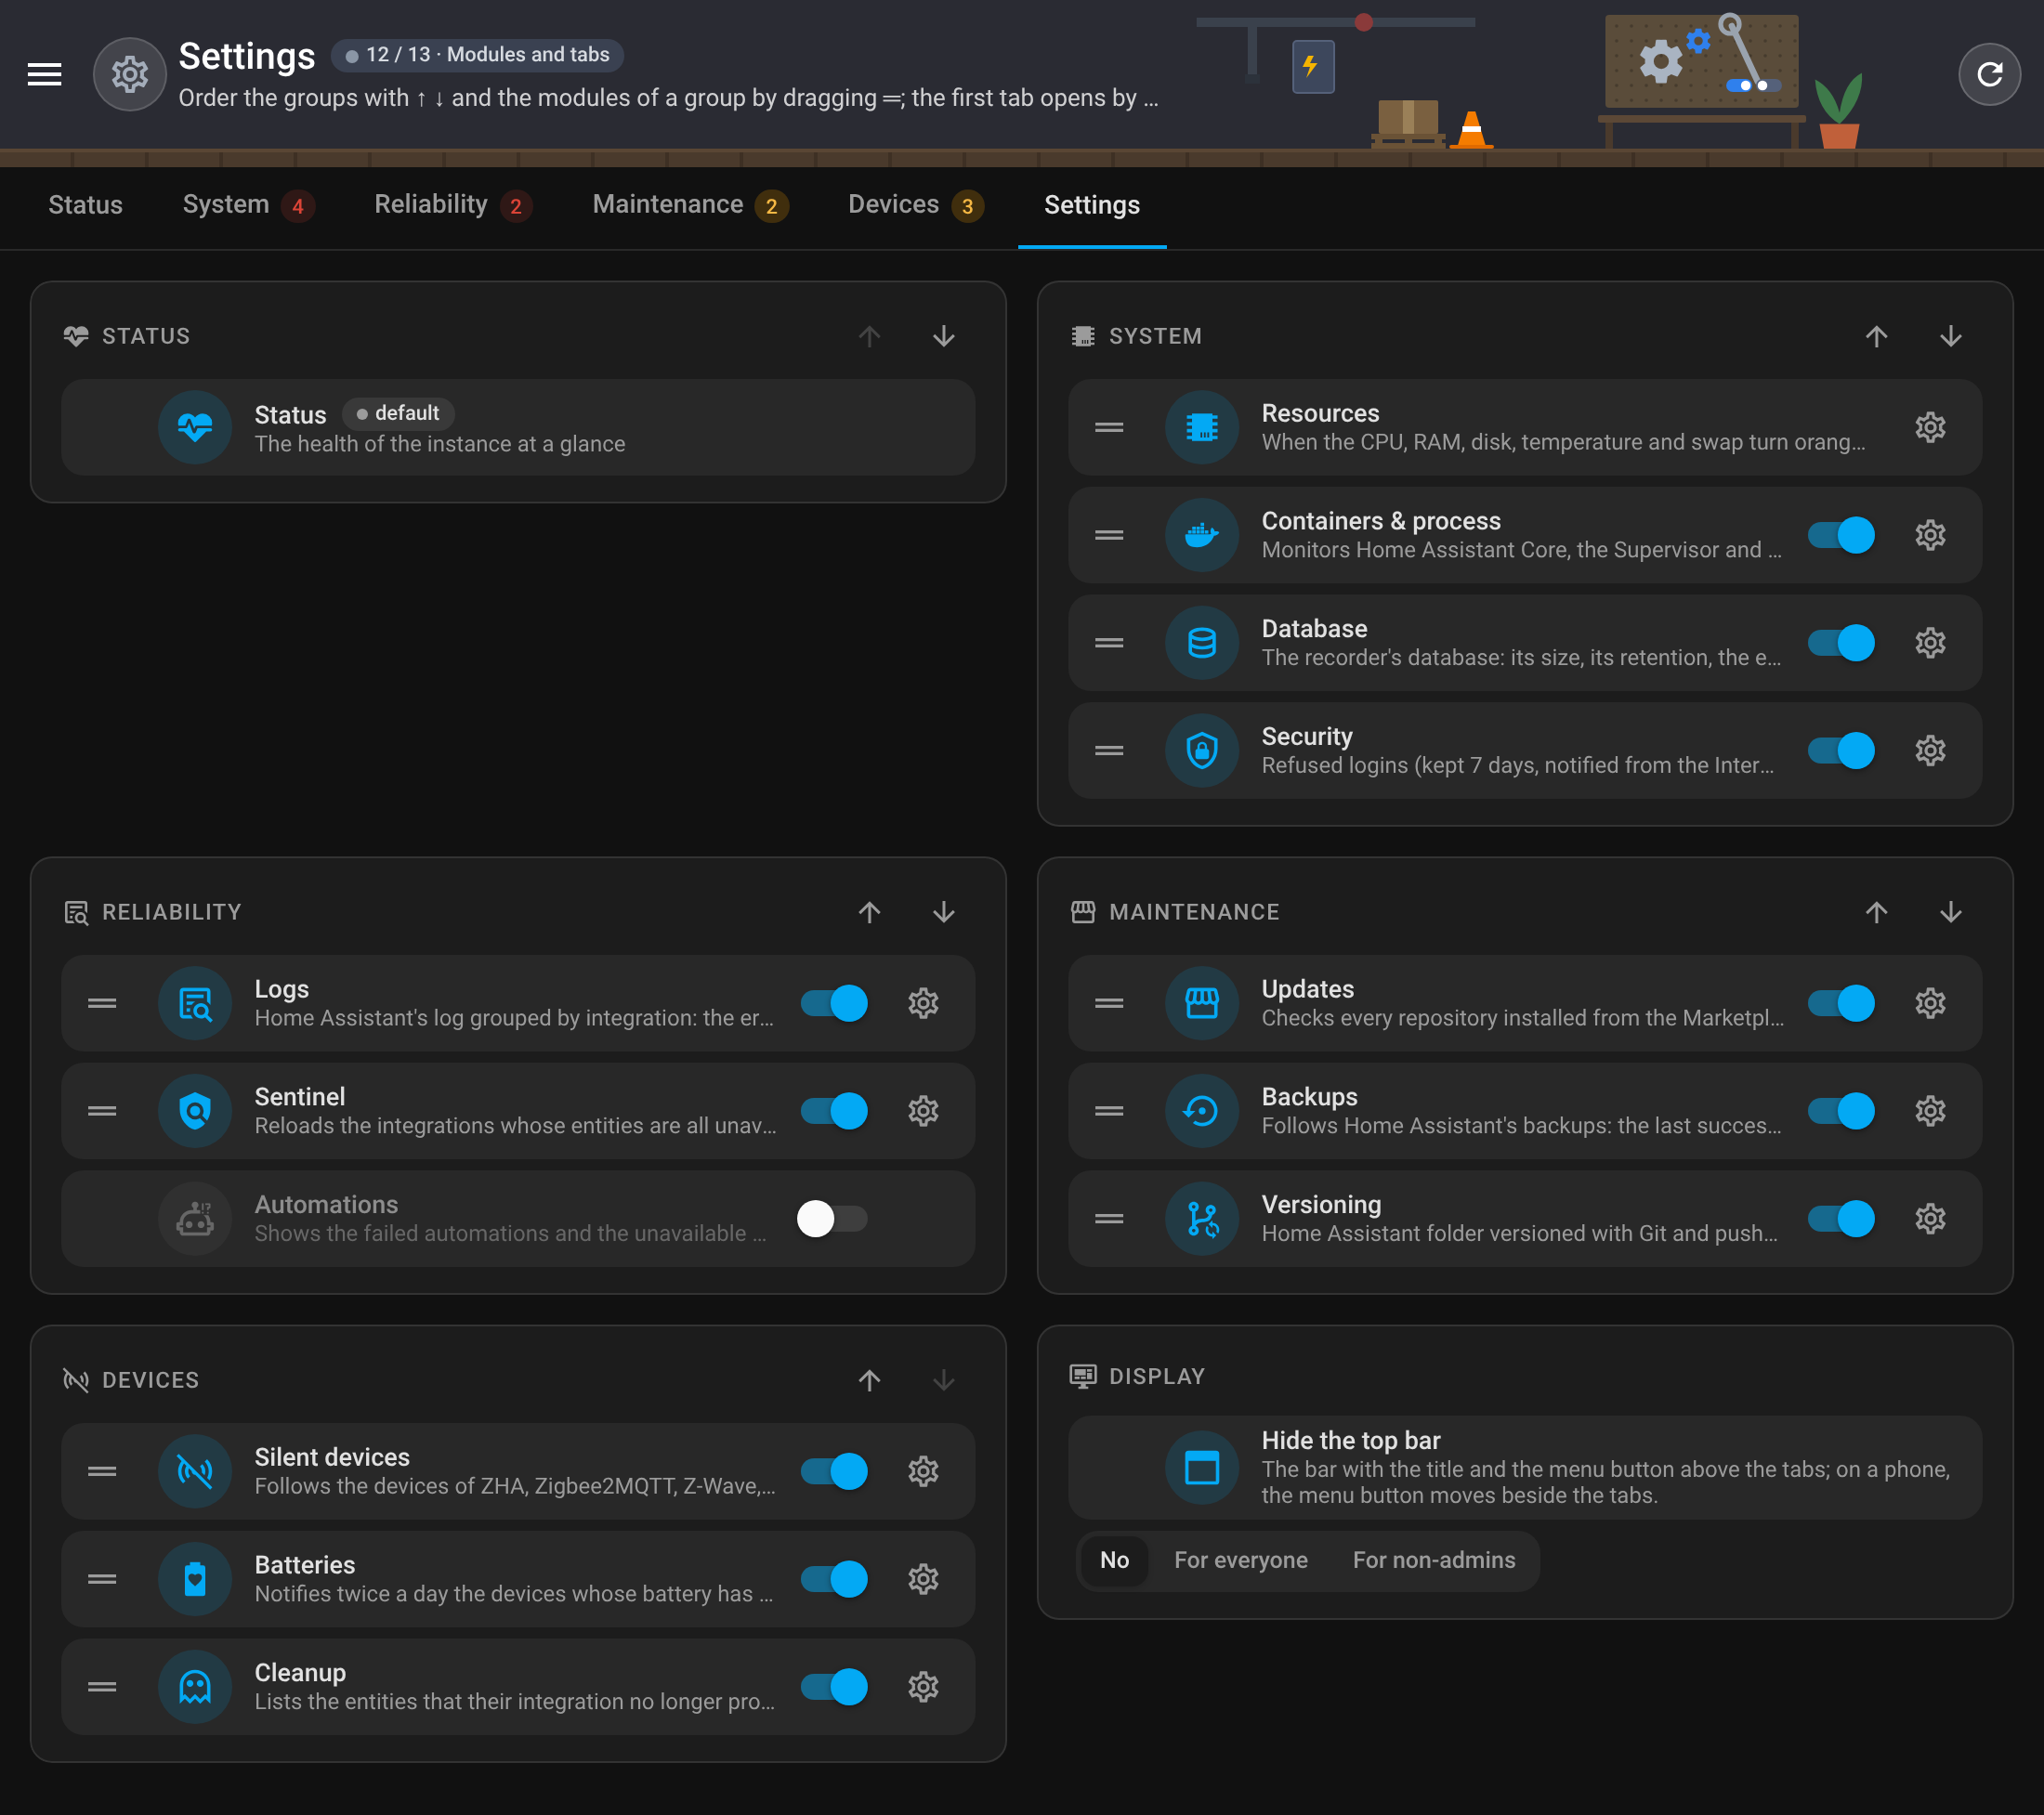 Settings
12 / 13 · Modules and tabs
Order the groups with ↑ ↓ and the modules of a group by dragging ═; the first tab opens by …
Status
System 4
Reliability 2
Maintenance 2
Devices 3
Settings
STATUS
Status
default
The health of the instance at a glance
SYSTEM
Resources
When the CPU, RAM, disk, temperature and swap turn orang…
Containers & process
Monitors Home Assistant Core, the Supervisor and …
Database
The recorder's database: its size, its retention, the e…
Security
Refused logins (kept 7 days, notified from the Inter…
RELIABILITY
Logs
Home Assistant's log grouped by integration: the er…
Sentinel
Reloads the integrations whose entities are all unav…
Automations
Shows the failed automations and the unavailable …
MAINTENANCE
Updates
Checks every repository installed from the Marketpl…
Backups
Follows Home Assistant's backups: the last succes…
Versioning
Home Assistant folder versioned with Git and push…
DEVICES
Silent devices
Follows the devices of ZHA, Zigbee2MQTT, Z-Wave,…
Batteries
Notifies twice a day the devices whose battery has …
Cleanup
Lists the entities that their integration no longer pro…
DISPLAY
Hide the top bar
The bar with the title and the menu button above the tabs; on a phone,
the menu button moves beside the tabs.
No
For everyone
For non-admins